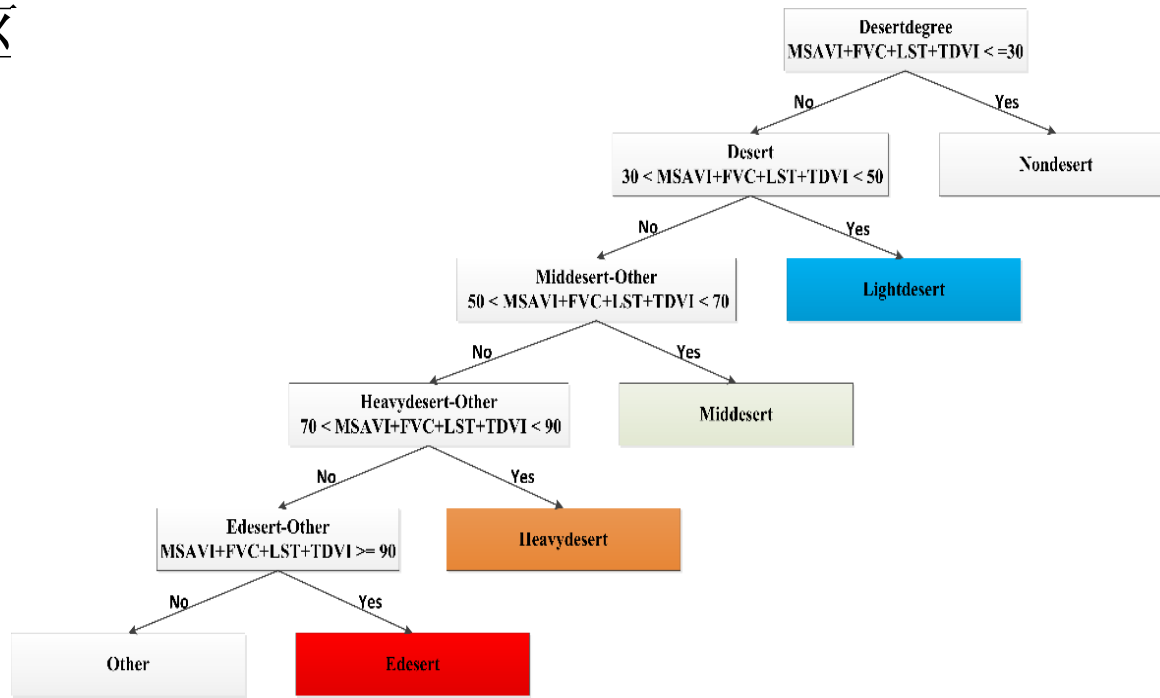 区
Desertdegree
MSAVI+FVC+LST+TDVI < =30
No
Yes
Desert
30 < MSAVI+FVC+LST+TDVI < 50
Nondesert
No
Yes
Middesert-Other
50 < MSAVI+FVC+LST+TDVI < 70
Lightdesert
No
Yes
Heavydesert-Other
70 < MSAVI+FVC+LST+TDVI < 90
Middesert
No
Yes
Edesert-Other
MSAVI+FVC+LST+TDVI >= 90
Heavydesert
No
Yes
Other
Edesert